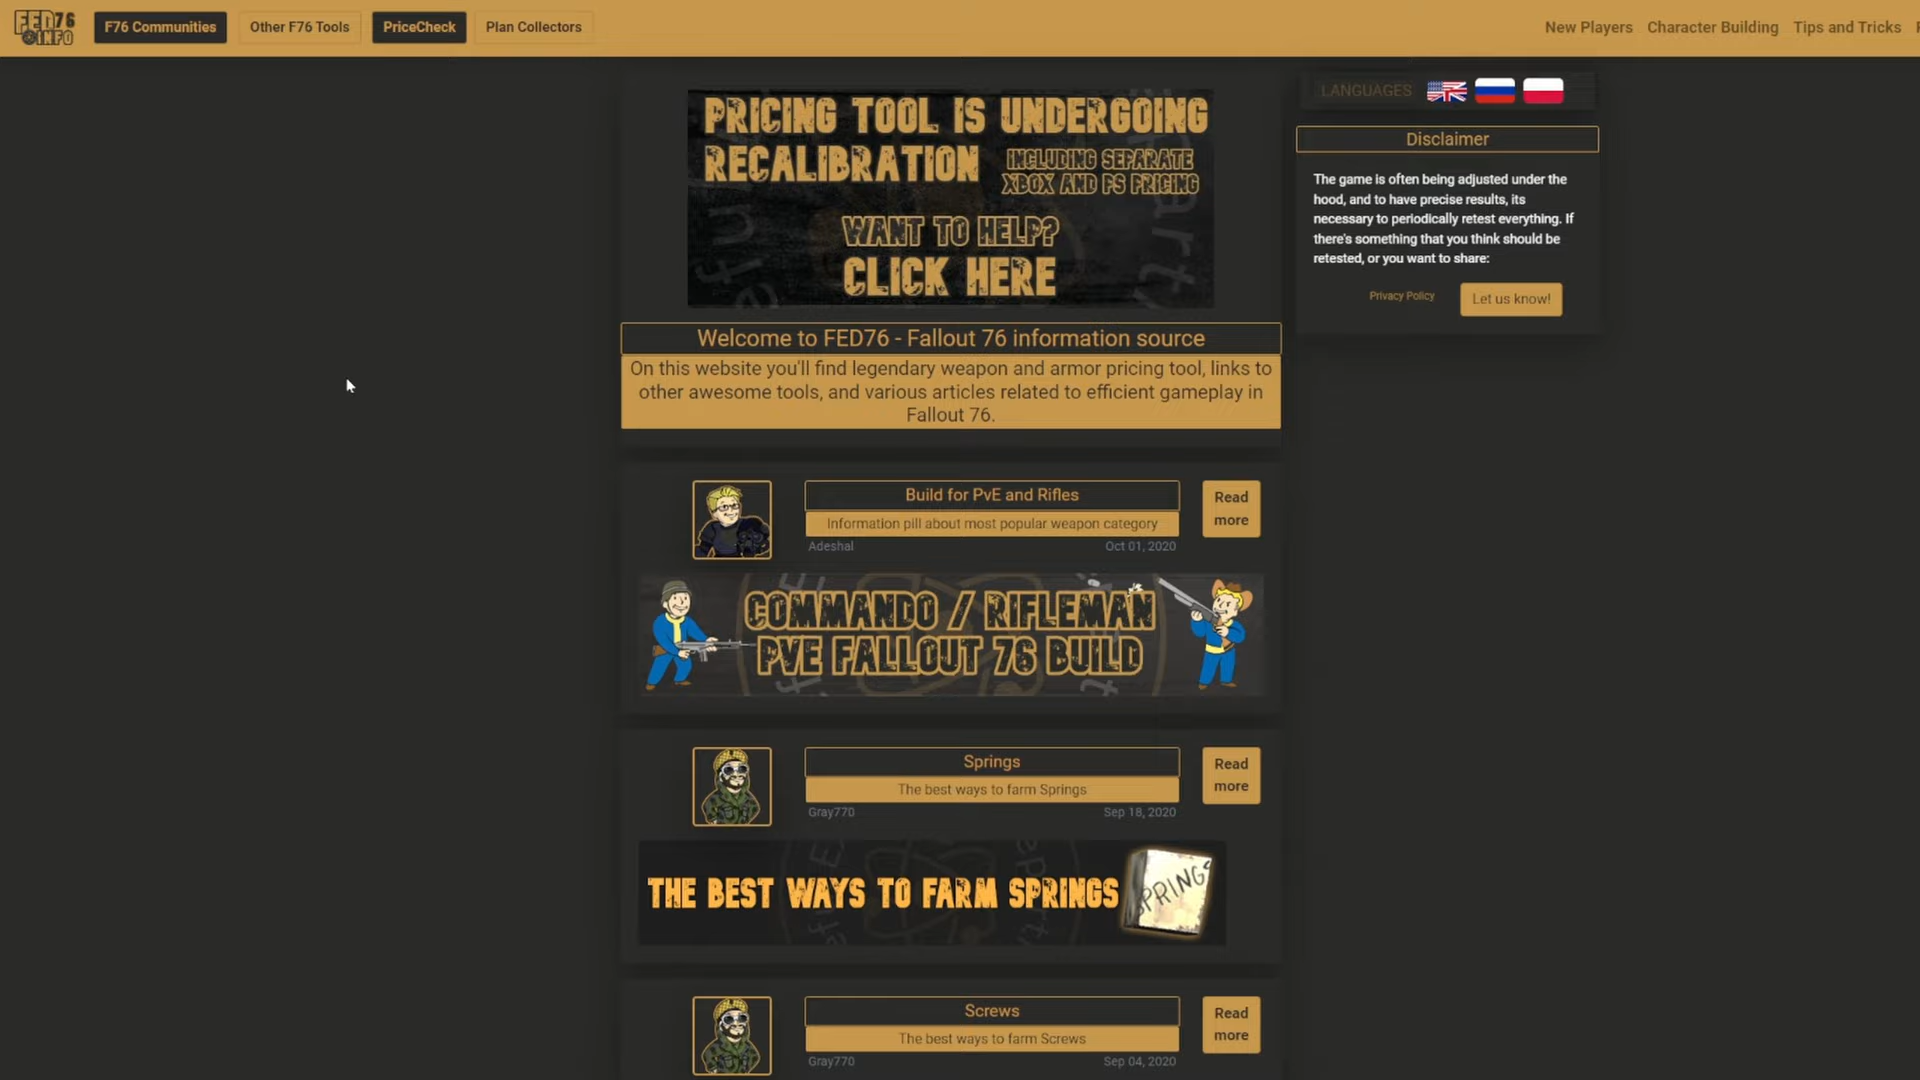 FED76
INFO
F76 Communities
Other F76 Tools
PriceCheck
Plan Collectors
New Players
Character Building
Tips and Tricks
PRICING TOOL IS UNDERGOING
RECALIBRATION
INCLUDING SEPARATE
XBOX AND PS PRICING
WANT TO HELP?
CLICK HERE
LANGUAGES
Disclaimer
The game is often being adjusted under the
hood, and to have precise results, its
necessary to periodically retest everything. If
there's something that you think should be
retested, or you want to share:
Privacy Policy
Let us know!
Welcome to FED76 - Fallout 76 information source
On this website you'll find legendary weapon and armor pricing tool, links to
other awesome tools, and various articles related to efficient gameplay in
Fallout 76.
Build for PvE and Rifles
Information pill about most popular weapon category
Adeshal
Oct 01, 2020
Read
more
COMMANDO / RIFLEMAN
PVE FALLOUT 76 BUILD
Springs
The best ways to farm Springs
Gray770
Sep 18, 2020
Read
more
THE BEST WAYS TO FARM SPRINGS
SPRINGS
Screws
The best ways to farm Screws
Gray770
Sep 04, 2020
Read
more